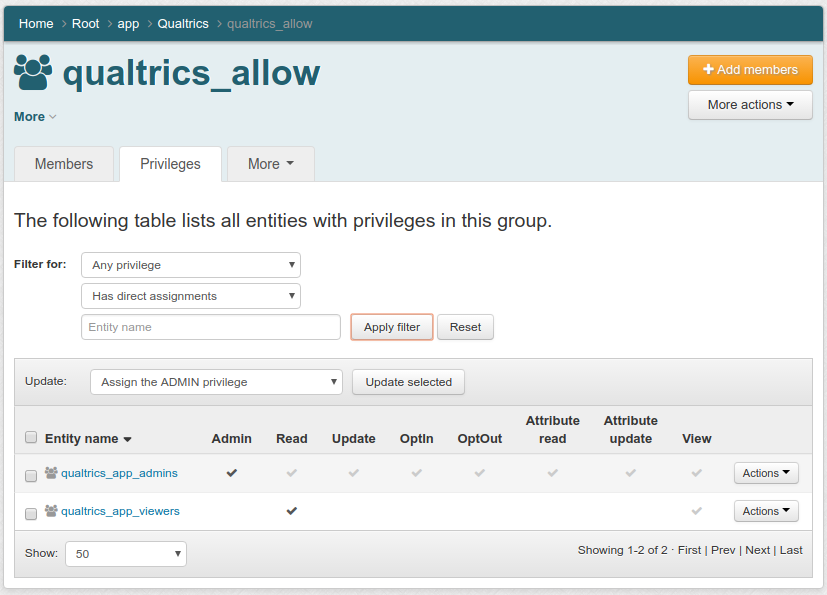 Home > Root > app > Qualtrics > qualtrics_allow
qualtrics_allow
Add members
More actions
More
Members Privileges More
The following table lists all entities with privileges in this group.
Filter for: Any privilege
Has direct assignments
Entity name Apply filter Reset
Update: Assign the ADMIN privilege Update selected
Entity name Admin Read Update OptIn OptOut Attribute read Attribute update View
qualtrics_app_admins Actions
qualtrics_app_viewers Actions
Show: 50 Showing 1-2 of 2 · First | Prev | Next | Last